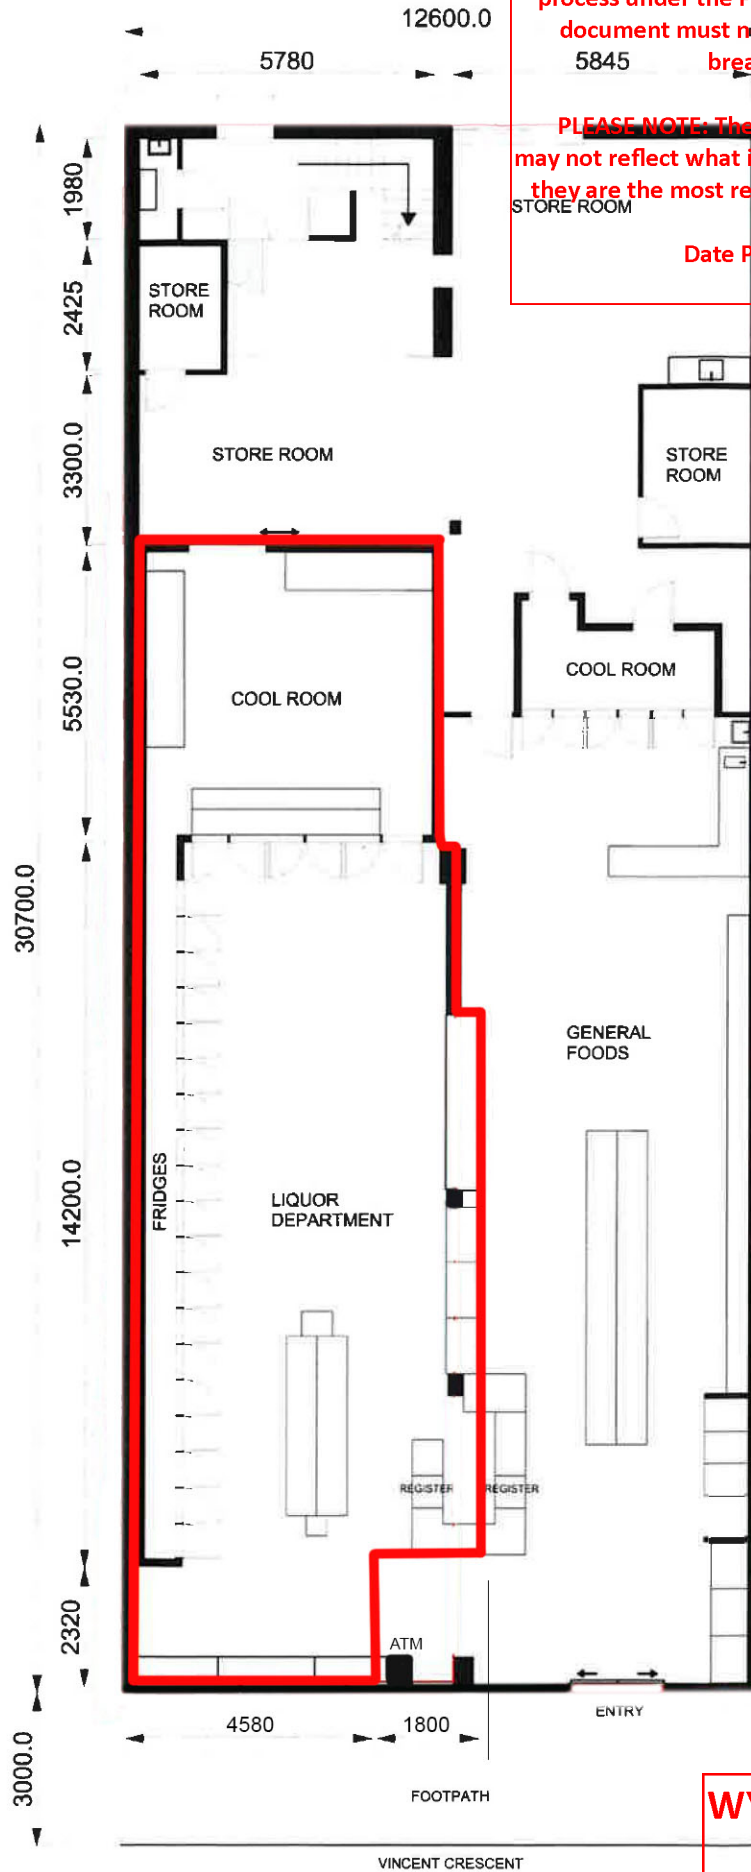 12600.0
process under the
document must
5780
5845
PLEASE NOTE:
may not reflect what
they are the most
STORE ROOM
Date
1980
2425
3300.0
5530.0
30700.0
14200.0
2320
3000.0
STORE
ROOM
STORE ROOM
STORE
ROOM
COOL ROOM
COOL ROOM
GENERAL
FOODS
FRIDGES
LIQUOR
DEPARTMENT
REGISTER
REGISTER
ATM
4580
1800
ENTRY
FOOTPATH
VINCENT CRESCENT